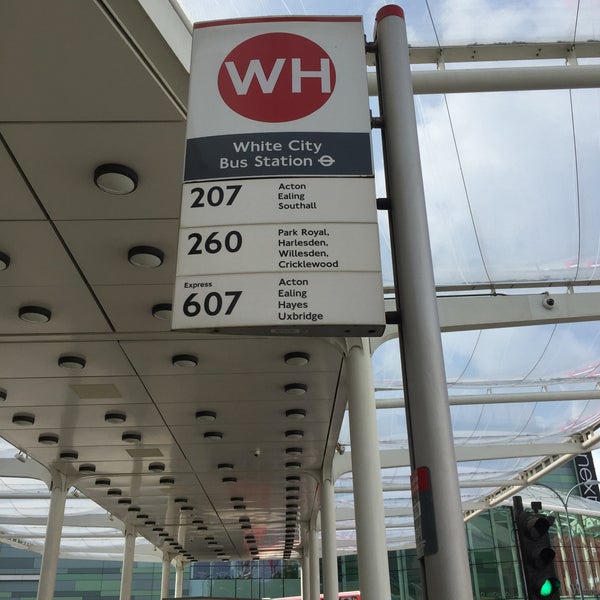 WH
White City
Bus Station
207
Acton
Ealing
Southall
260
Park Royal,
Harlesden,
Willesden,
Cricklewood
Express
607
Acton
Ealing
Hayes
Uxbridge
next